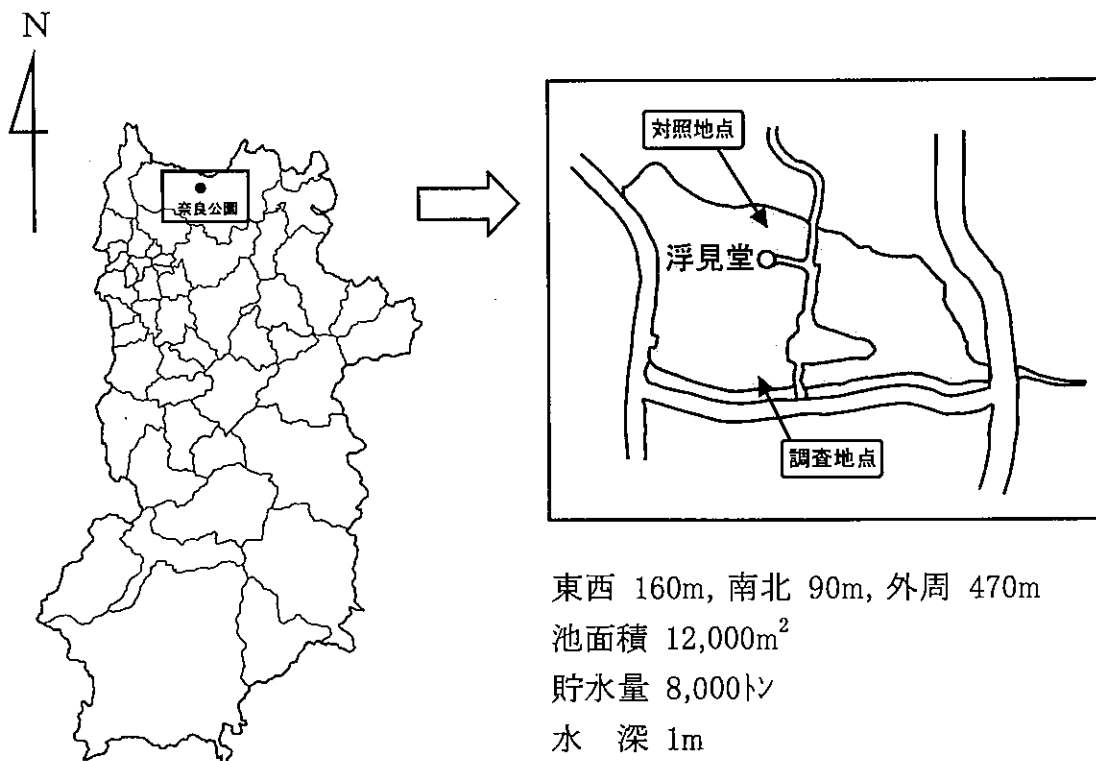 N
奈良公園
対照地点
浮見堂
調査地点
東西 160m, 南北 90m, 外周 470m
池面積 12,000m²
貯水量 8,000トン
水 深 1m